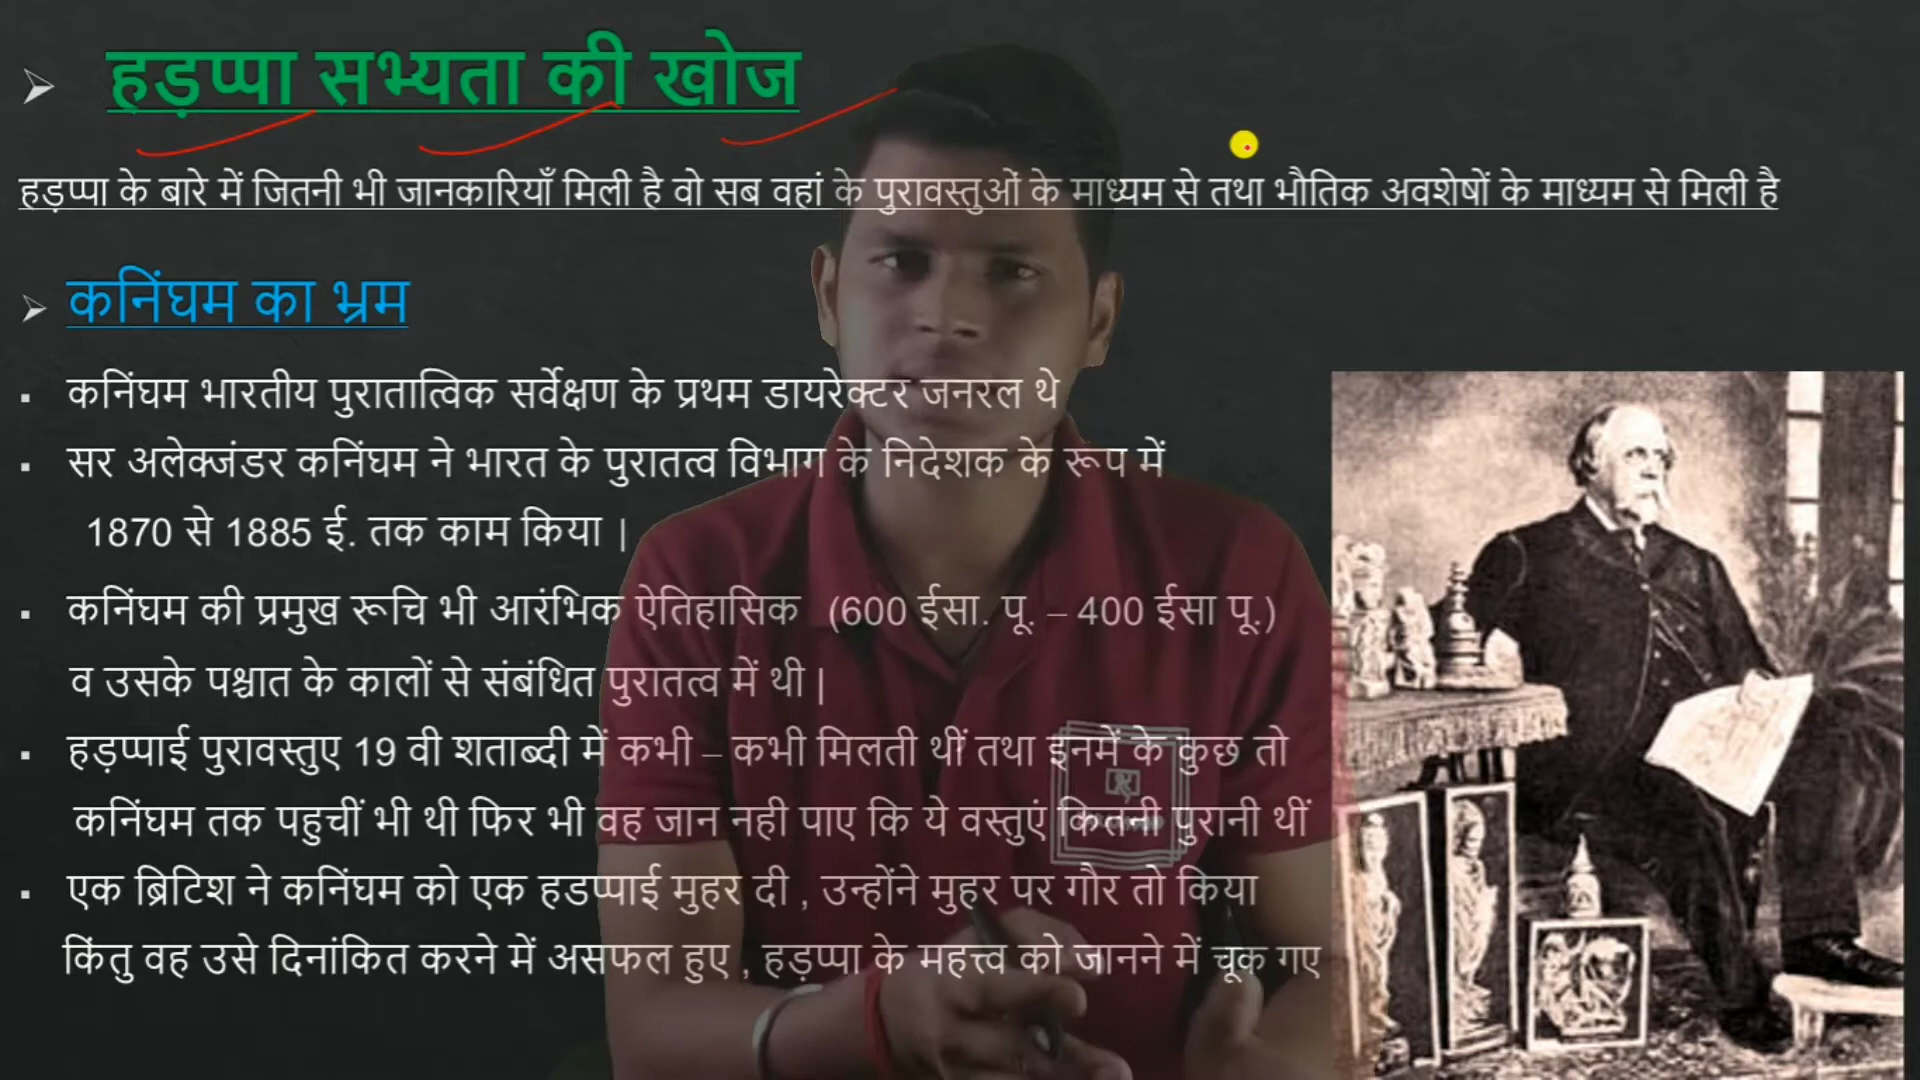 हड़प्पा सभ्यता की खोज
हड़प्पा के बारे में जितनी भी जानकारियाँ मिली है वो सब वहां के पुरावस्तुओं के माध्यम से तथा भौतिक अवशेषों के माध्यम से मिली है
कनिंघम का भ्रम
कनिंघम भारतीय पुरातात्विक सर्वेक्षण के प्रथम डायरेक्टर जनरल थे
सर अलेक्जंडर कनिंघम ने भारत के पुरातत्व विभाग के निदेशक के रूप में
1870 से 1885 ई. तक काम किया |
कनिंघम की प्रमुख रूचि भी आरंभिक ऐतिहासिक (600 ईसा. पू. – 400 ईसा पू.)
व उसके पश्चात के कालों से संबंधित पुरातत्व में थी |
हड़प्पाई पुरावस्तुए 19 वी शताब्दी में कभी – कभी मिलती थीं तथा इनमें के कुछ तो
कनिंघम तक पहुचीं भी थी फिर भी वह जान नही पाए कि ये वस्तुएं कितनी पुरानी थीं
एक ब्रिटिश ने कनिंघम को एक हडप्पाई मुहर दी , उन्होंने मुहर पर गौर तो किया
किंतु वह उसे दिनांकित करने में असफल हुए , हड़प्पा के महत्त्व को जानने में चूक गए